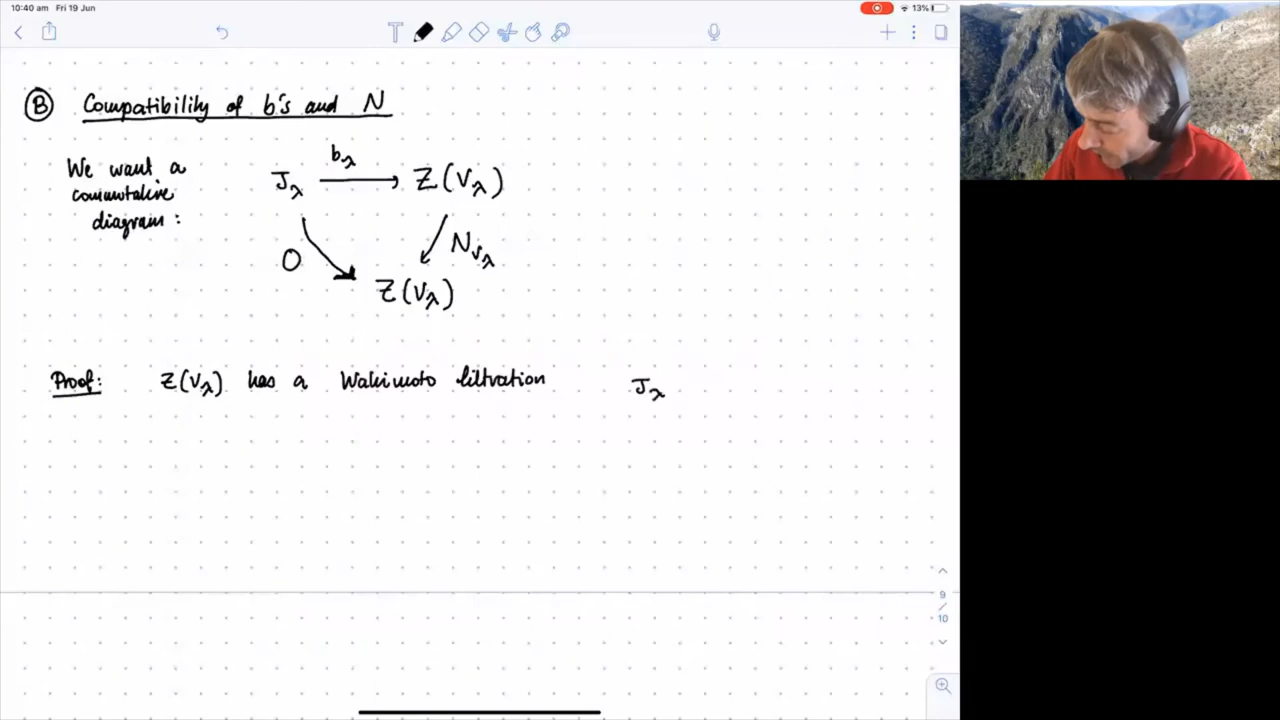 10:40 am Fri 19 Jun
13%
T
B Compatibility of b's and N
We want a
commutative
diagram:
J_λ
b_λ
Z(V_λ)
0
N_{V_λ}
Z(V_λ)
Proof: Z(V_λ) has a Wakimoto filtration J_λ
9
/
10